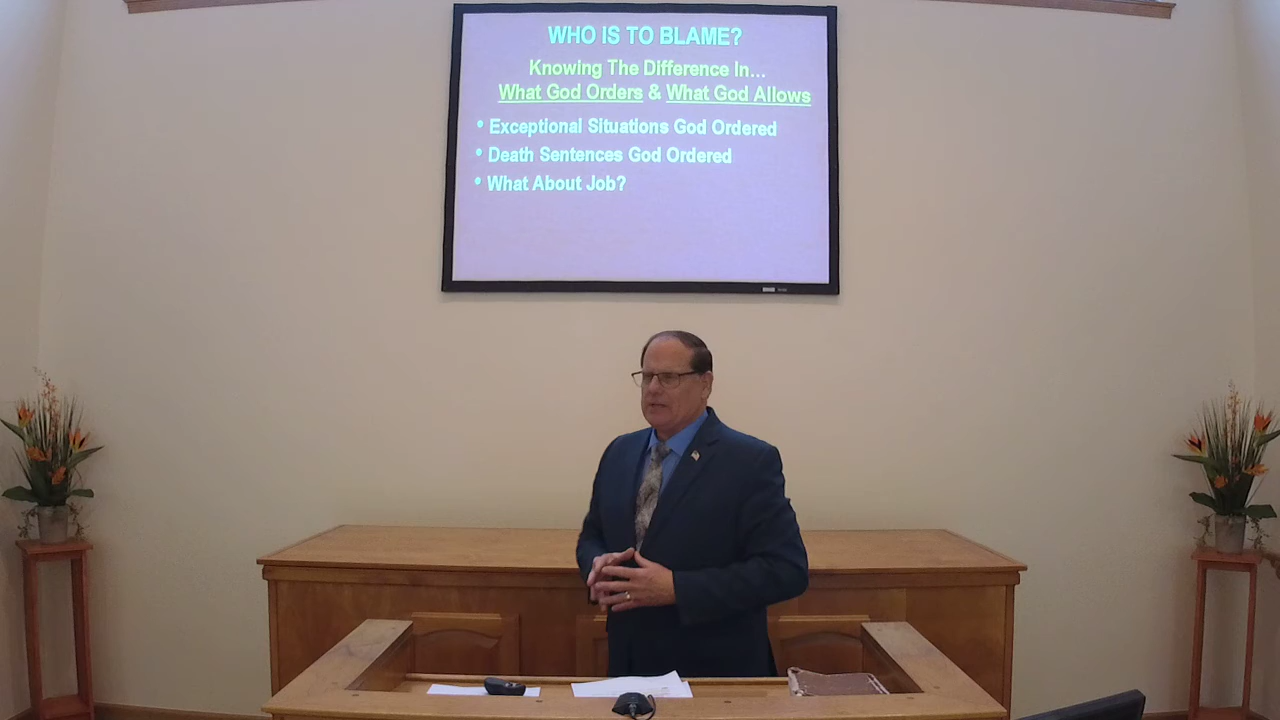 WHO IS TO BLAME?
Knowing The Difference In...
What God Orders & What God Allows
• Exceptional Situations God Ordered
• Death Sentences God Ordered
• What About Job?